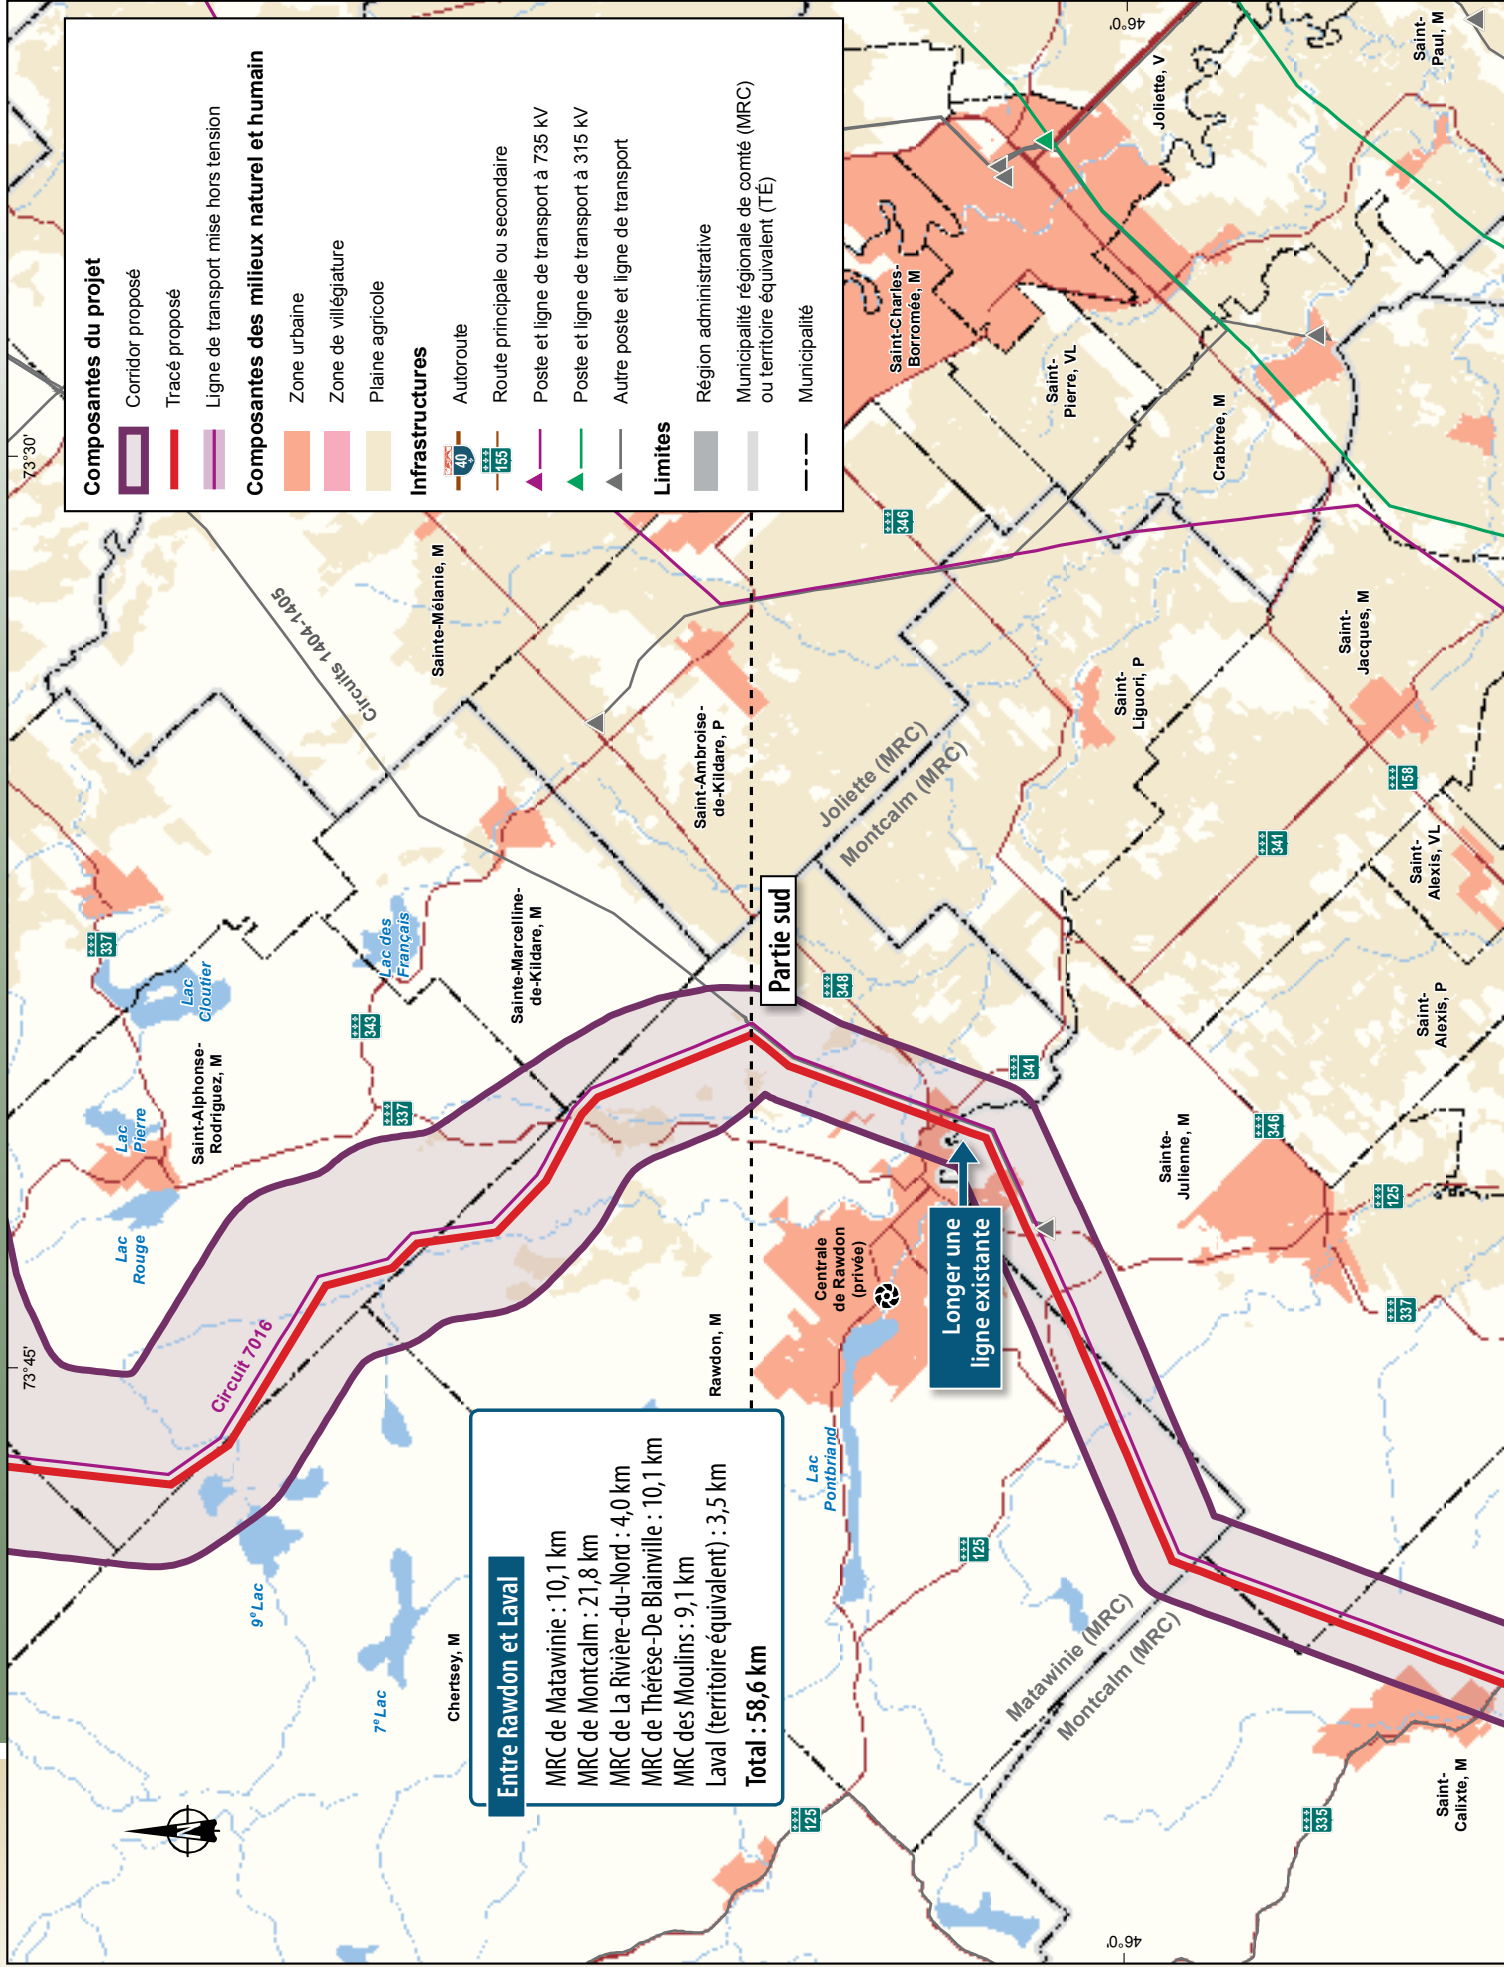 Composantes du projet
Corridor proposé
Tracé proposé
Ligne de transport mise hors tension
Composantes des milieux naturel et humain
Zone urbaine
Zone de villégiature
Plaine agricole
Infrastructures
40
Autoroute
155
Route principale ou secondaire
Poste et ligne de transport à 735 kV
Poste et ligne de transport à 315 kV
Autre poste et ligne de transport
Limites
Région administrative
Municipalité régionale de comté (MRC)
ou territoire équivalent (TÉ)
Municipalité
Entre Rawdon et Laval
MRC de Matawinie : 10,1 km
MRC de Montcalm : 21,8 km
MRC de La Rivière-du-Nord : 4,0 km
MRC de Thérèse-De Blainville : 10,1 km
MRC des Moulins : 9,1 km
Laval (territoire équivalent) : 3,5 km
Total : 58,6 km
Partie sud
Longer une
ligne existante
73°45'
73°30'
46°0'
46°0'
N
Circuit 7016
Circuits 1404-1405
Lac
Rouge
Lac
Pierre
Lac
Cloutier
Lac des
Français
9e Lac
7e Lac
Lac
Pontbriand
Saint-Alphonse-
Rodriguez, M
Sainte-Marcelline-
de-Kildare, M
Sainte-Mélanie, M
Saint-Ambroise-
de-Kildare, P
Chertsey, M
Rawdon, M
Centrale
de Rawdon
(privée)
Saint-Charles-
Borromée, M
Saint-
Pierre, VL
Joliette, V
Saint-
Paul, M
Crabtree, M
Saint-
Liguori, P
Saint-
Jacques, M
Saint-
Alexis, VL
Saint-
Alexis, P
Sainte-
Julienne, M
Saint-
Calixte, M
Joliette (MRC)
Montcalm (MRC)
Matawinie (MRC)
Montcalm (MRC)
337
343
337
348
341
346
341
158
346
125
337
125
125
335